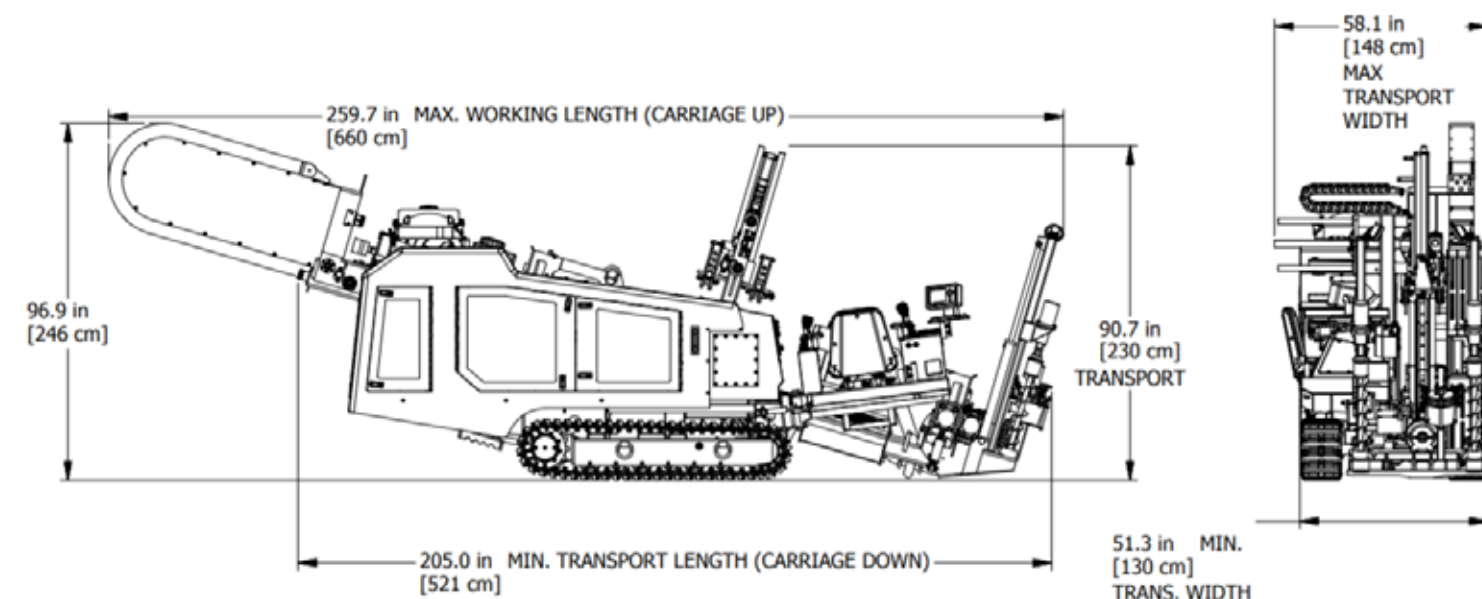 58.1 in
[148 cm]
MAX
TRANSPORT
WIDTH
259.7 in MAX. WORKING LENGTH (CARRIAGE UP)
[660 cm]
96.9 in
[246 cm]
90.7 in
[230 cm]
TRANSPORT
205.0 in MIN. TRANSPORT LENGTH (CARRIAGE DOWN)
[521 cm]
51.3 in MIN.
[130 cm]
TRANS. WIDTH